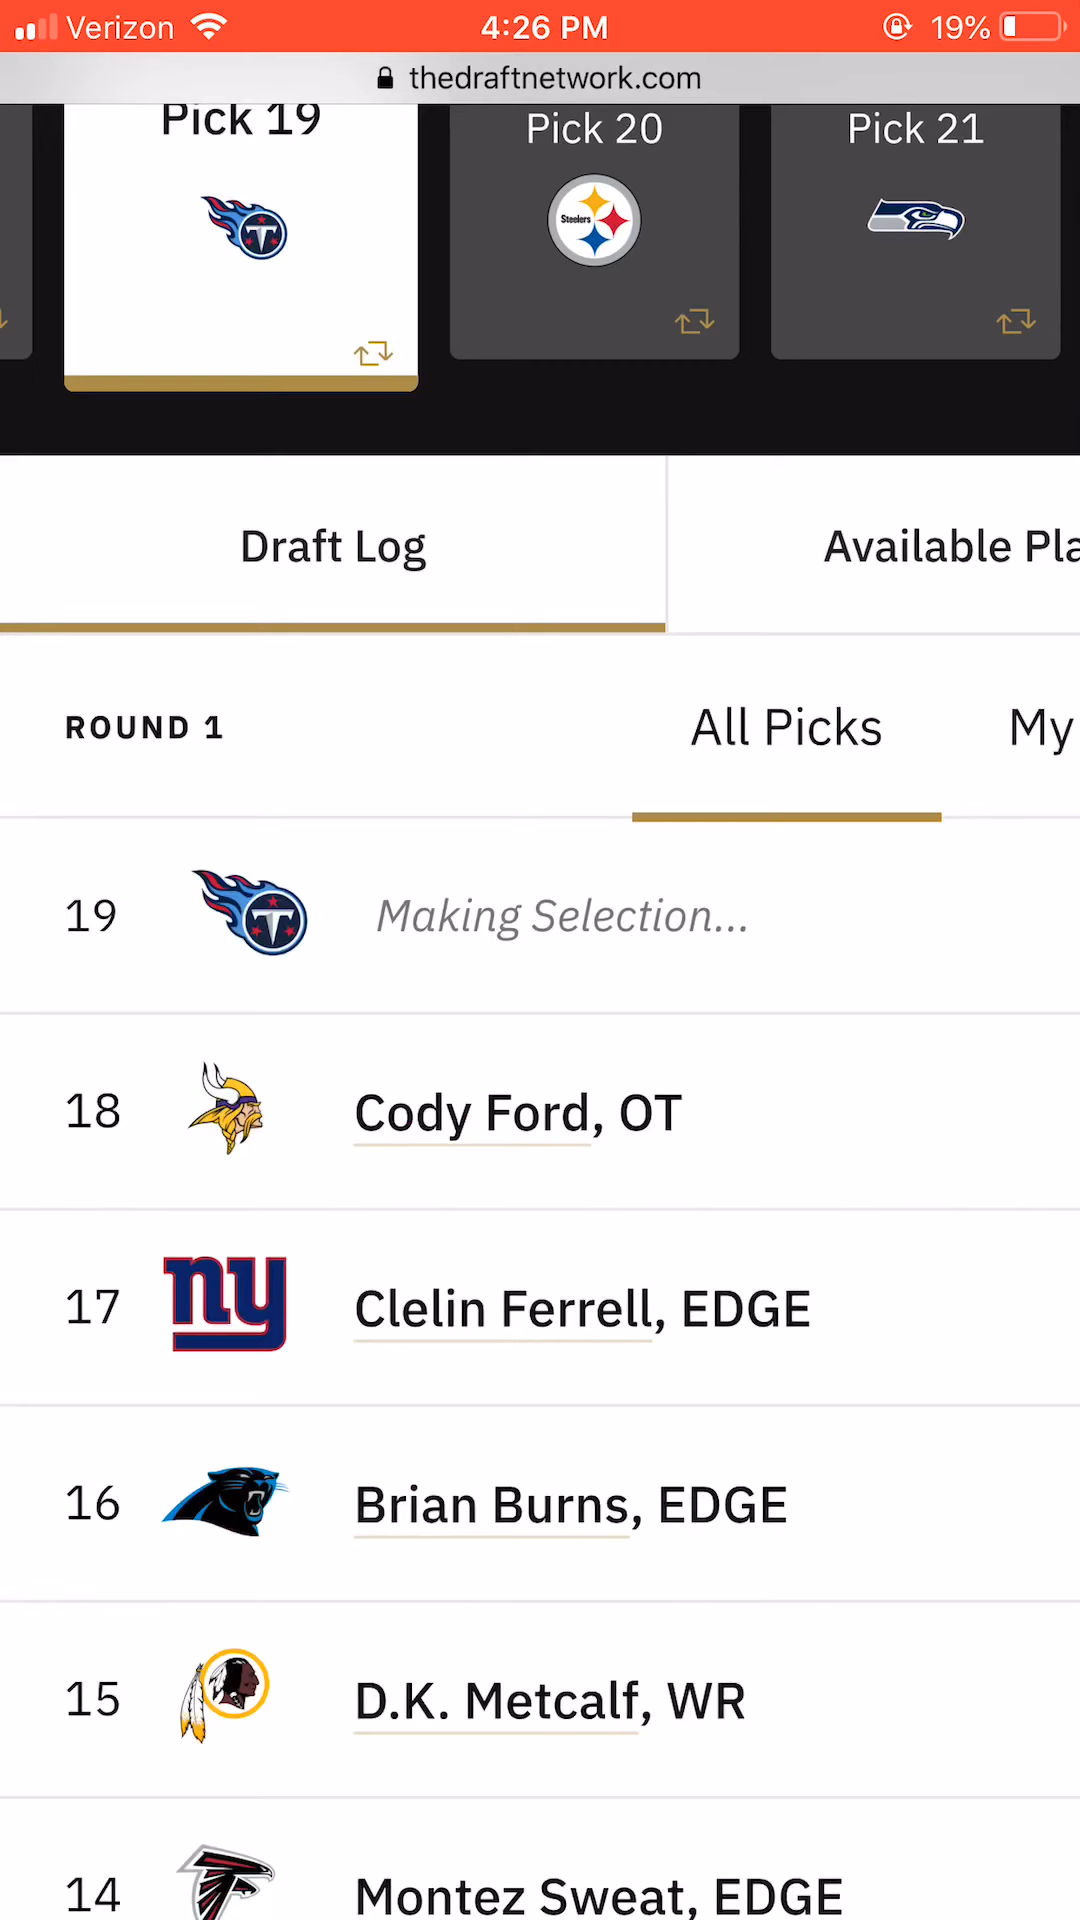 Verizon 4:26 PM 19%
thedraftnetwork.com
Pick 19 Pick 20 Pick 21
Steelers
Draft Log Available Pla
ROUND 1 All Picks My
19 Making Selection...
18 Cody Ford, OT
17 ny Clelin Ferrell, EDGE
16 Brian Burns, EDGE
15 D.K. Metcalf, WR
14 Montez Sweat, EDGE